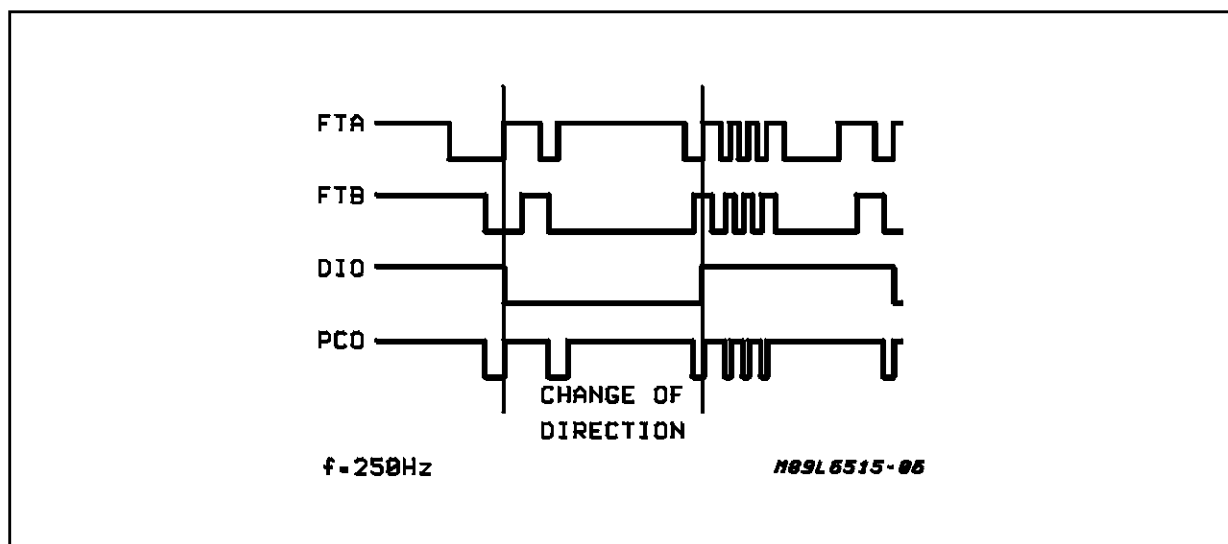 FTA
FTB
DIO
PCO
CHANGE OF
DIRECTION
f=250Hz
M89L6515-06